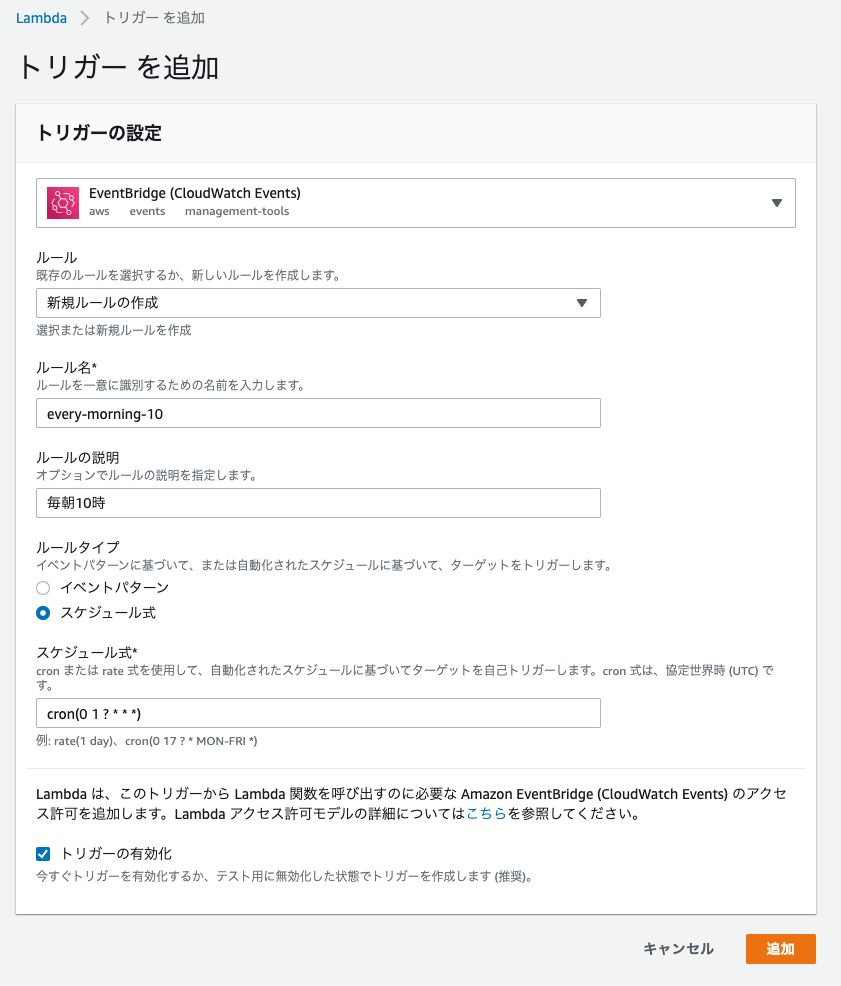 Lambda > トリガー を追加
トリガー を追加
トリガーの設定
EventBridge (CloudWatch Events)
aws events management-tools
ルール
既存のルールを選択するか、新しいルールを作成します。
新規ルールの作成
選択または新規ルールを作成
ルール名*
ルールを一意に識別するための名前を入力します。
every-morning-10
ルールの説明
オプションでルールの説明を指定します。
毎朝10時
ルールタイプ
イベントパターンに基づいて、または自動化されたスケジュールに基づいて、ターゲットをトリガーします。
イベントパターン
スケジュール式
スケジュール式*
cron または rate 式を使用して、自動化されたスケジュールに基づいてターゲットを自己トリガーします。cron 式は、協定世界時 (UTC) で
す。
cron(0 1 ? * * *)
例: rate(1 day)、cron(0 17 ? * MON-FRI *)
Lambda は、このトリガーから Lambda 関数を呼び出すのに必要な Amazon EventBridge (CloudWatch Events) のアクセ
ス許可を追加します。Lambda アクセス許可モデルの詳細についてはこちらを参照してください。
トリガーの有効化
今すぐトリガーを有効化するか、テスト用に無効化した状態でトリガーを作成します (推奨)。
キャンセル
追加